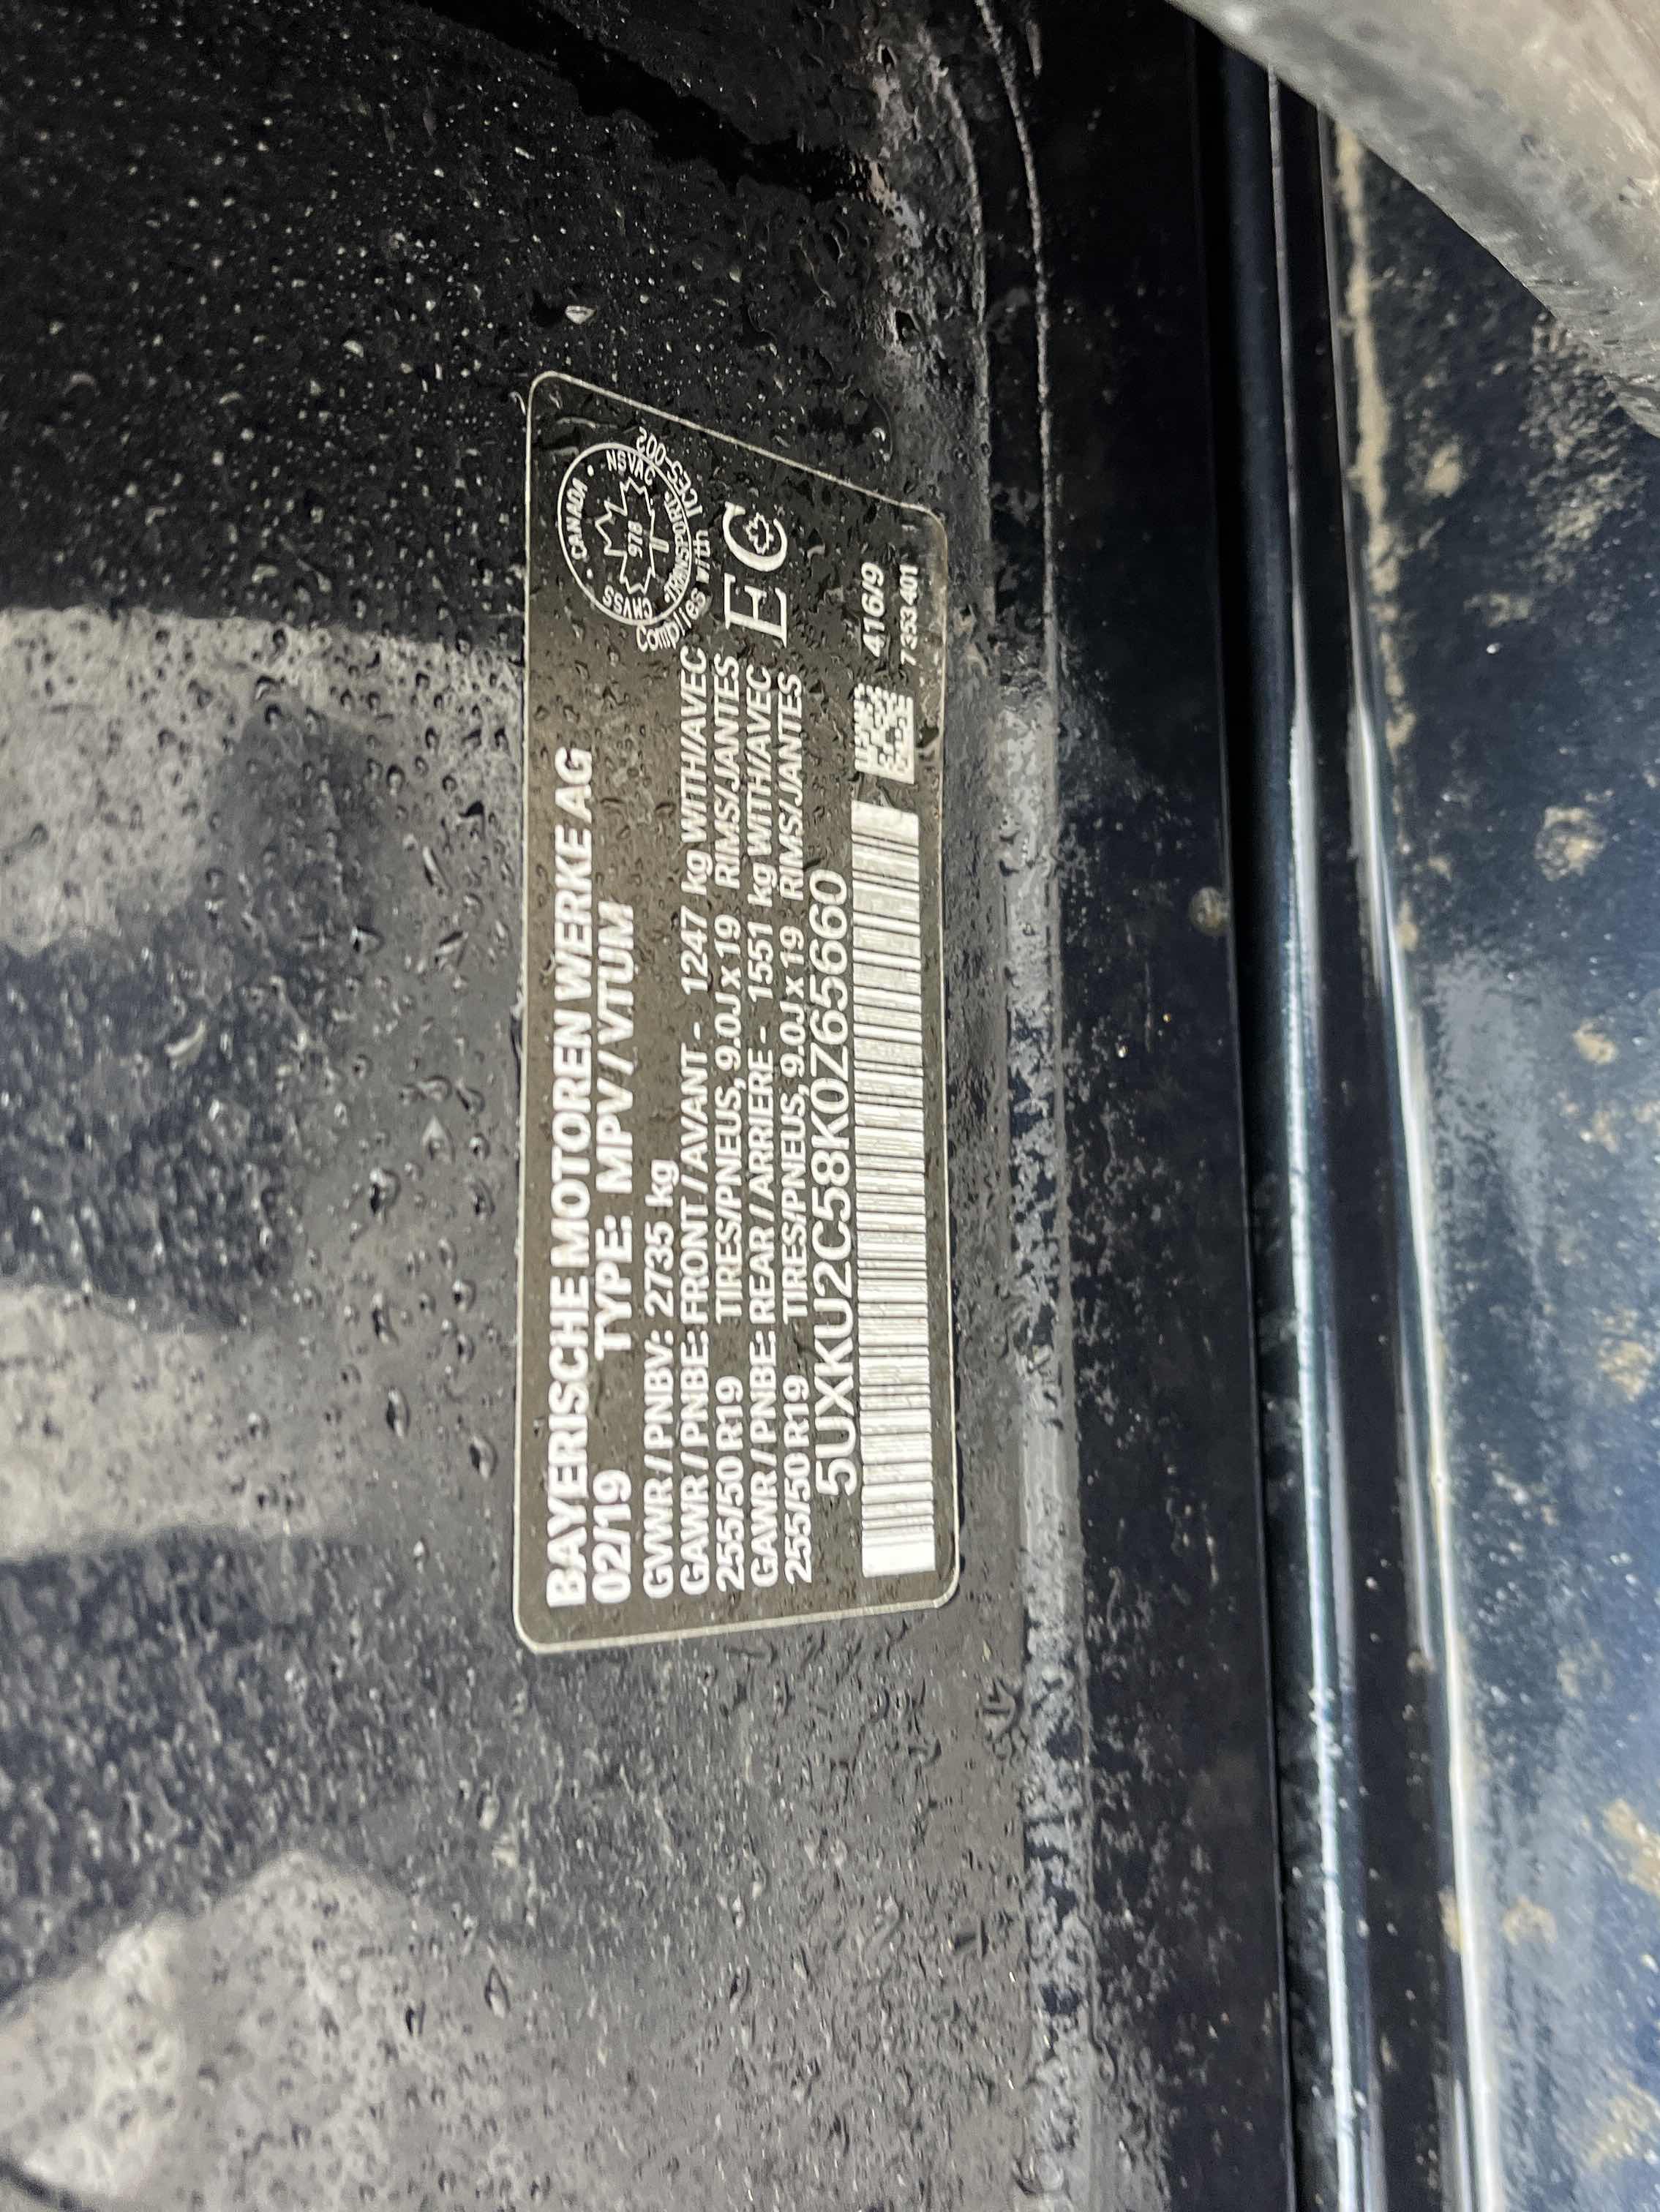 BAYERISCHE MOTOREN WERKE AG
02/19 TYPE: MPV / VTUM
GVWR / PNBV: 2735 kg
GAWR / PNBE: FRONT / AVANT - 1247 kg WITH/AVEC
255/50 R19 TIRES/PNEUS, 9.0J x 19 RIMS/JANTES
GAWR / PNBE: REAR / ARRIERE - 1551 kg WITH/AVEC
255/50 R19 TIRES/PNEUS, 9.0J x 19 RIMS/JANTES
5UXKU2C58K0Z65660
CANADA
CMVSS
NSVAC
978
TRANSPORT
Complies with ICES-002
EC
416/9
7353401